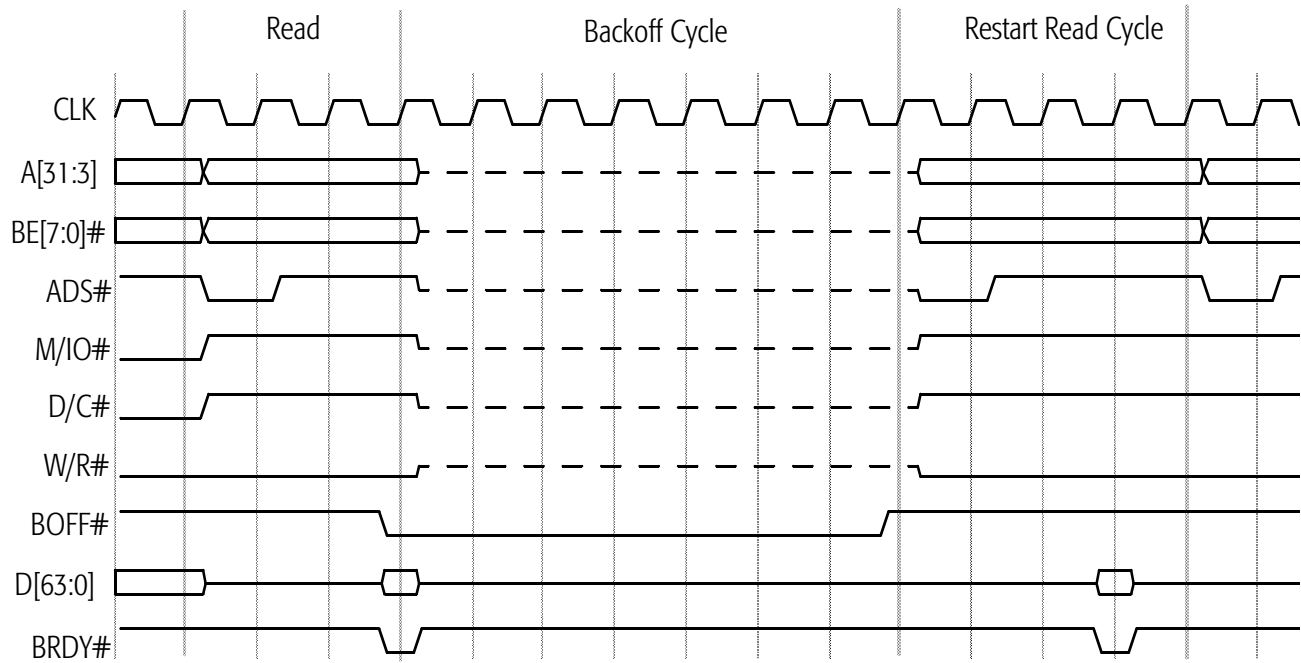 Read
Backoff Cycle
Restart Read Cycle
CLK
A[31:3]
BE[7:0]#
ADS#
M/IO#
D/C#
W/R#
BOFF#
D[63:0]
BRDY#